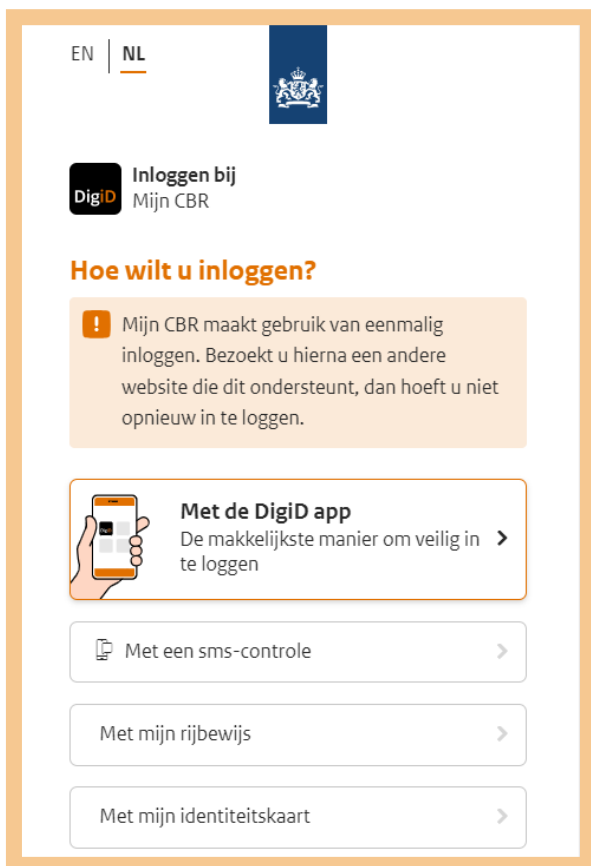 EN | NL
DigiD
Inloggen bij
Mijn CBR
Hoe wilt u inloggen?
Mijn CBR maakt gebruik van eenmalig
inloggen. Bezoekt u hierna een andere
website die dit ondersteunt, dan hoeft u niet
opnieuw in te loggen.
Met de DigiD app
De makkelijkste manier om veilig in
te loggen
Met een sms-controle
Met mijn rijbewijs
Met mijn identiteitskaart